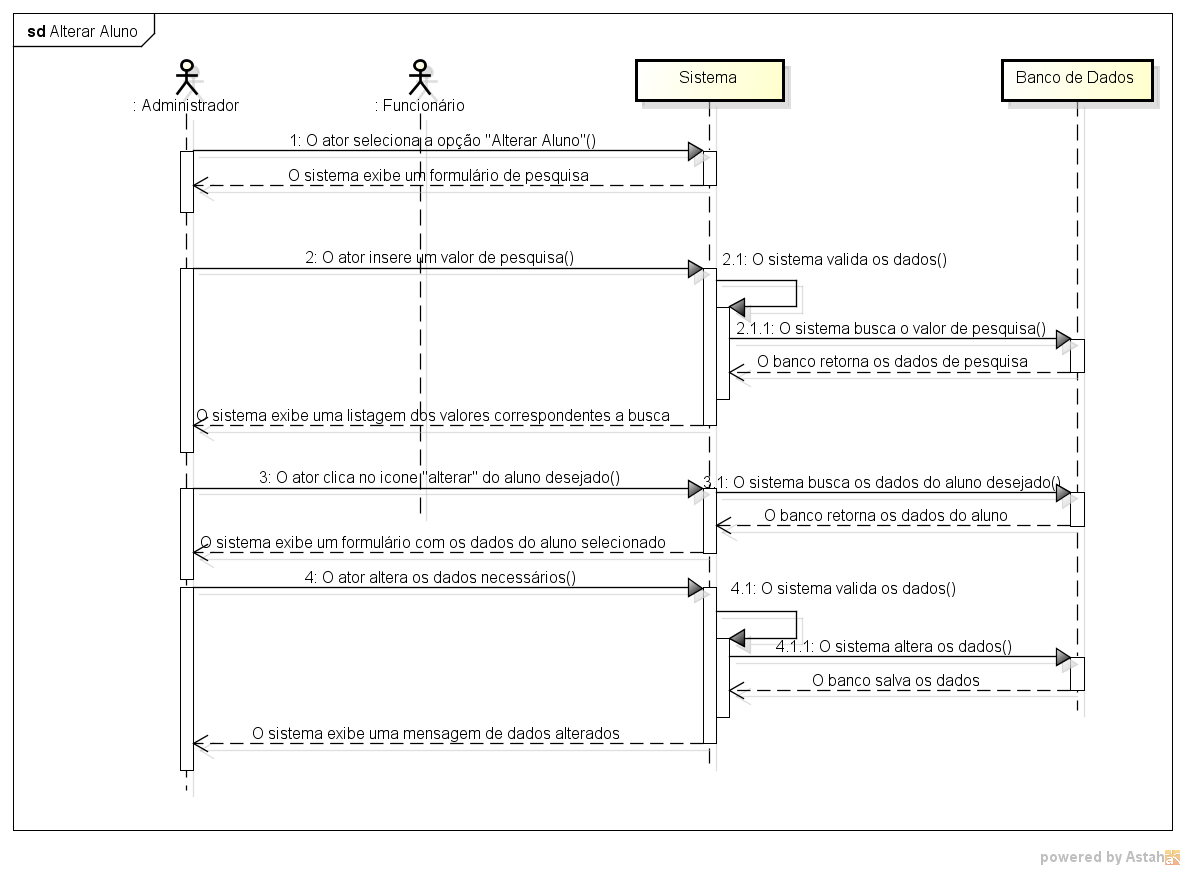 sd Alterar Aluno
: Administrador
: Funcionário
Sistema
Banco de Dados
1: O ator seleciona a opção "Alterar Aluno"()
O sistema exibe um formulário de pesquisa
2: O ator insere um valor de pesquisa()
2.1: O sistema valida os dados()
2.1.1: O sistema busca o valor de pesquisa()
O banco retorna os dados de pesquisa
O sistema exibe uma listagem dos valores correspondentes a busca
3: O ator clica no icone "alterar" do aluno desejado()
3.1: O sistema busca os dados do aluno desejado()
O banco retorna os dados do aluno
O sistema exibe um formulário com os dados do aluno selecionado
4: O ator altera os dados necessários()
4.1: O sistema valida os dados()
4.1.1: O sistema altera os dados()
O banco salva os dados
O sistema exibe uma mensagem de dados alterados
powered by Astah